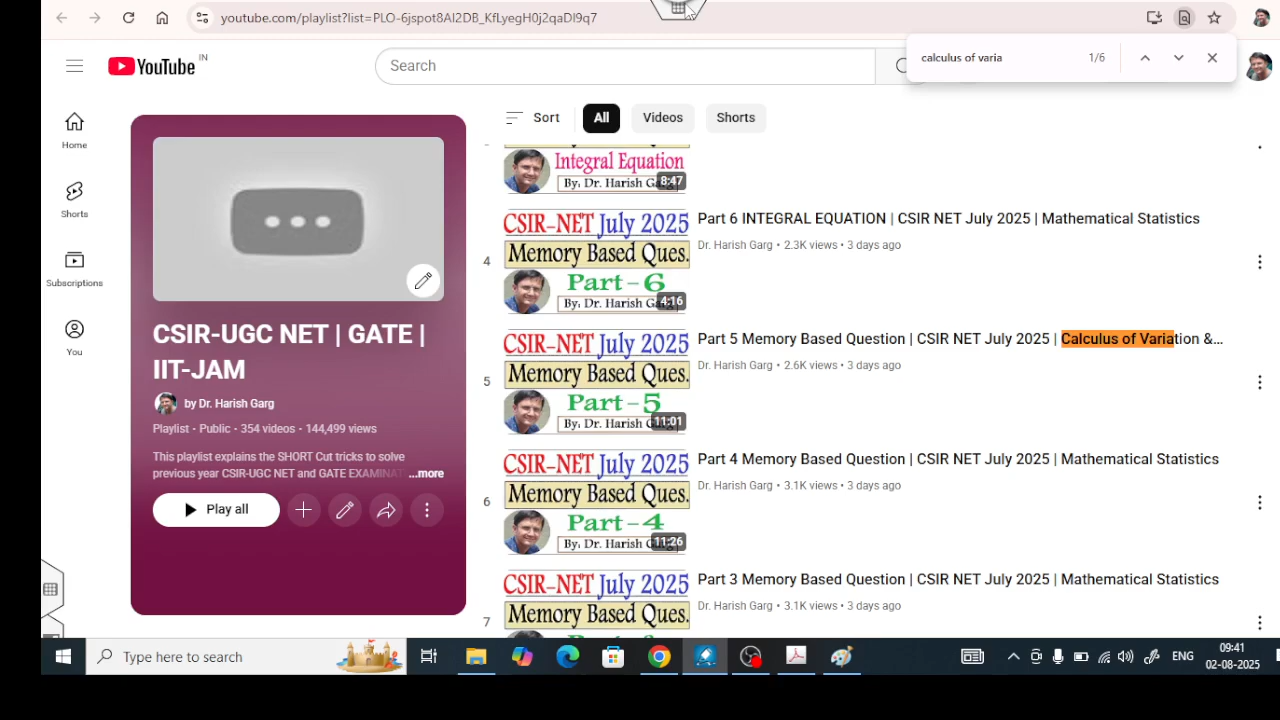 youtube.com/playlist?list=PLO-6jspot8Al2DB_KfLyegH0j2qaDl9q7
YouTube IN
Search
calculus of varia 1/6
Home
Shorts
Subscriptions
You
CSIR-UGC NET | GATE |
IIT-JAM
by Dr. Harish Garg
Playlist • Public • 354 videos • 144,499 views
This playlist explains the SHORT Cut tricks to solve
previous year CSIR-UGC NET and GATE EXAMINAT ...more
Play all
Sort All Videos Shorts
Integral Equation
By: Dr. Harish G
8:47
4
CSIR-NET July 2025
Memory Based Ques.
Part-6
By: Dr. Harish G
4:16
Part 6 INTEGRAL EQUATION | CSIR NET July 2025 | Mathematical Statistics
Dr. Harish Garg • 2.3K views • 3 days ago
5
CSIR-NET July 2025
Memory Based Ques.
Part-5
By: Dr. Harish
11:01
Part 5 Memory Based Question | CSIR NET July 2025 | Calculus of Variation &...
Dr. Harish Garg • 2.6K views • 3 days ago
6
CSIR-NET July 2025
Memory Based Ques.
Part-4
By: Dr. Harish
11:26
Part 4 Memory Based Question | CSIR NET July 2025 | Mathematical Statistics
Dr. Harish Garg • 3.1K views • 3 days ago
7
CSIR-NET July 2025
Memory Based Ques.
Part 3 Memory Based Question | CSIR NET July 2025 | Mathematical Statistics
Dr. Harish Garg • 3.1K views • 3 days ago
Type here to search
ENG
09:41
02-08-2025